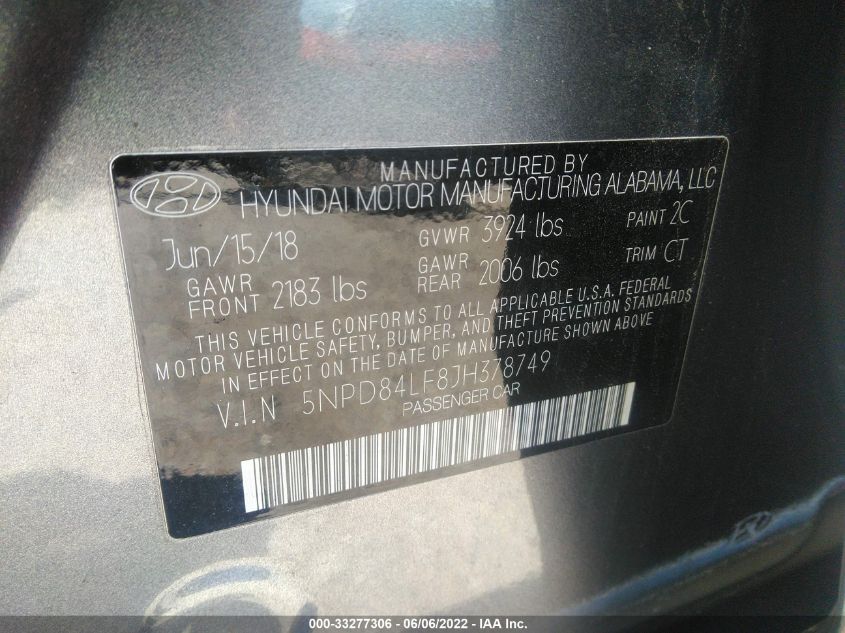 MANUFACTURED BY
HYUNDAI MOTOR MANUFACTURING ALABAMA, LLC
Jun/15/18 GVWR 3924 lbs PAINT 2C
GAWR FRONT 2183 lbs GAWR REAR 2006 lbs TRIM CT
THIS VEHICLE CONFORMS TO ALL APPLICABLE U.S.A. FEDERAL
MOTOR VEHICLE SAFETY, BUMPER, AND THEFT PREVENTION STANDARDS
IN EFFECT ON THE DATE OF MANUFACTURE SHOWN ABOVE
V.I.N 5NPD84LF8JH378749
PASSENGER CAR
000-33277306 - 06/06/2022 - IAA Inc.